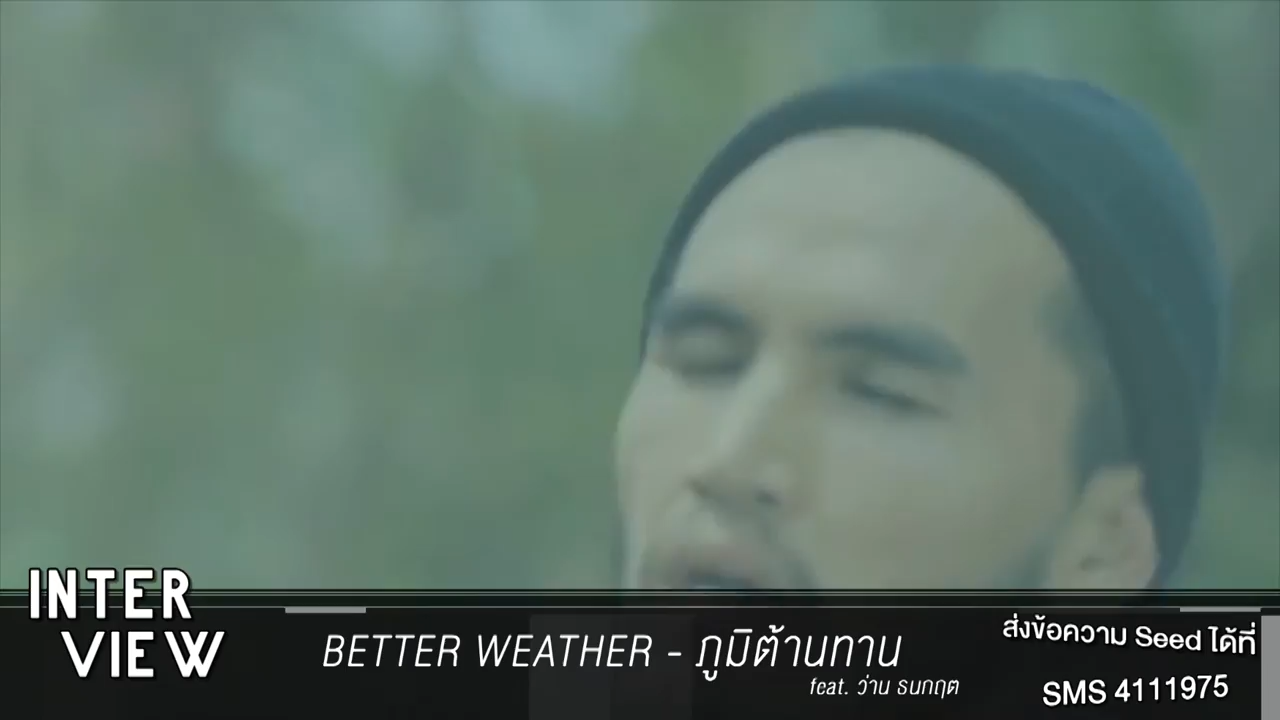 INTER
VIEW
BETTER WEATHER - ภูมิต้านทาน
feat. ว่าน ธนกฤต
ส่งข้อความ Seed ได้ที่
SMS 4111975